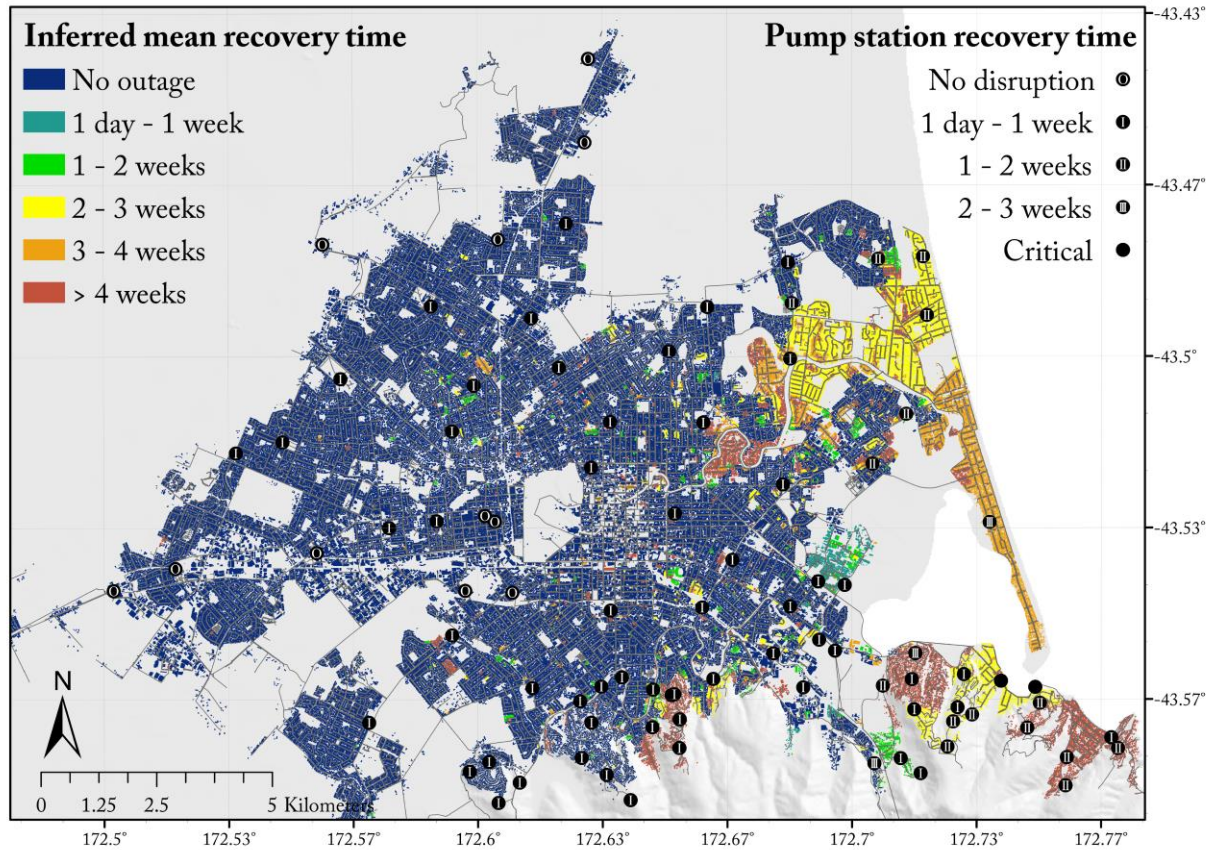 Inferred mean recovery time
No outage
1 day - 1 week
1 - 2 weeks
2 - 3 weeks
3 - 4 weeks
> 4 weeks
Pump station recovery time
No disruption
1 day - 1 week
1 - 2 weeks
2 - 3 weeks
Critical
-43.43°
-43.47°
-43.5°
-43.53°
-43.57°
N
0 1.25 2.5 5 Kilometers
172.5° 172.53° 172.57° 172.6° 172.63° 172.67° 172.7° 172.73° 172.77°